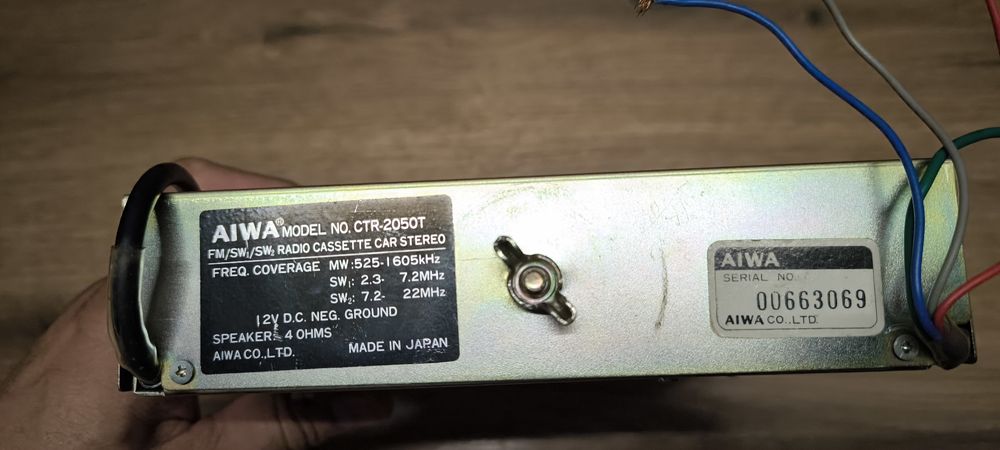 AIWA® MODEL NO. CTR-2050T
FM/SW₁/SW₂ RADIO CASSETTE CAR STEREO
FREQ. COVERAGE MW: 525-1605kHz
SW₁: 2.3- 7.2MHz
SW₂: 7.2- 22MHz
12V D.C. NEG. GROUND
SPEAKER: 4 OHMS
AIWA CO.,LTD. MADE IN JAPAN
AIWA
SERIAL NO.
00663069
AIWA CO.,LTD.